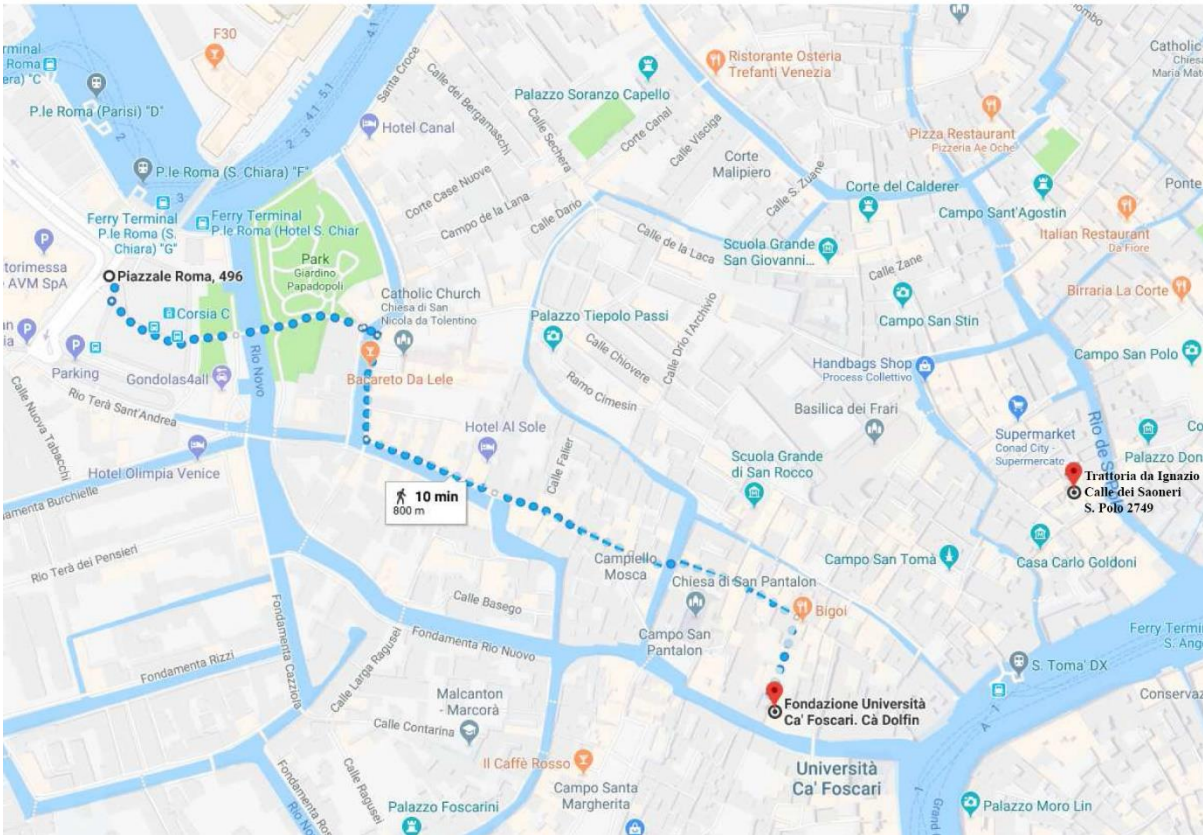 F30
Terminal
Roma
era) "C"
P.le Roma (Parisi) "D"
P.le Roma (S. Chiara) "F"
Ferry Terminal
P.le Roma (S.
Chiara) "G"
Ferry Terminal
P.le Roma (Hotel S. Chiar
4.1 5.1
3
2
3
Santa Croce
Hotel Canal
Calle dei Bergamaschi
Calle Sechera
Palazzo Soranzo Capello
Ristorante Osteria
Trefanti Venezia
Corte Canal
Calle Visciga
Corte
Malipiero
Calle S. Zuane
Pizza Restaurant
Pizzeria Ae Oche
Catholic
Chiesa
Maria Mat
Ponte
Corte del Calderer
Campo Sant'Agostin
Italian Restaurant
Da Fiore
Birraria La Corte
Corte Case Nuove
Campo de la Lana
Calle Dario
Calle de la Laca
Scuola Grande
San Giovanni...
Calle Zane
Campo San Stin
Campo San Polo
torimessa
AVM SpA
Piazzale Roma, 496
Park
Giardino
Papadopoli
Corsia C
Catholic Church
Chiesa di San
Nicola da Tolentino
Palazzo Tiepolo Passi
Calle Chiovere
Calle Drio l'Archivio
Ramo Cimesin
Handbags Shop
Process Collettivo
Parking
Gondolas4all
Rio Novo
Bacareto Da Lele
Rio Terà Sant'Andrea
Calle Nuova Tabacchi
Hotel Al Sole
Basilica dei Frari
Supermarket
Conad City -
Supermercato
Rio de S. Polo
Palazzo Don
Hotel Olimpia Venice
Calle Falier
Scuola Grande
di San Rocco
Trattoria da Ignazio
Calle dei Saoneri
S. Polo 2749
10 min
800 m
amenta Burchielle
Rio Terà dei Pensieri
Campiello
Mosca
Chiesa di San Pantalon
Campo San Tomà
Casa Carlo Goldoni
Calle Basego
Bigoi
Fondamenta Rizzi
Fondamenta Cazziola
Calle Larga Ragusei
Fondamenta Rio Nuovo
Campo San
Pantalon
Ferry Termi
S. Ang
S. Toma' DX
Malcanton
- Marcorà
Calle Contarina
Fondazione Università
Ca' Foscari. Cà Dolfin
Conservaz
Il Caffè Rosso
Calle Ragusei
Campo Santa
Margherita
Università
Ca' Foscari
Palazzo Foscarini
Palazzo Moro Lin